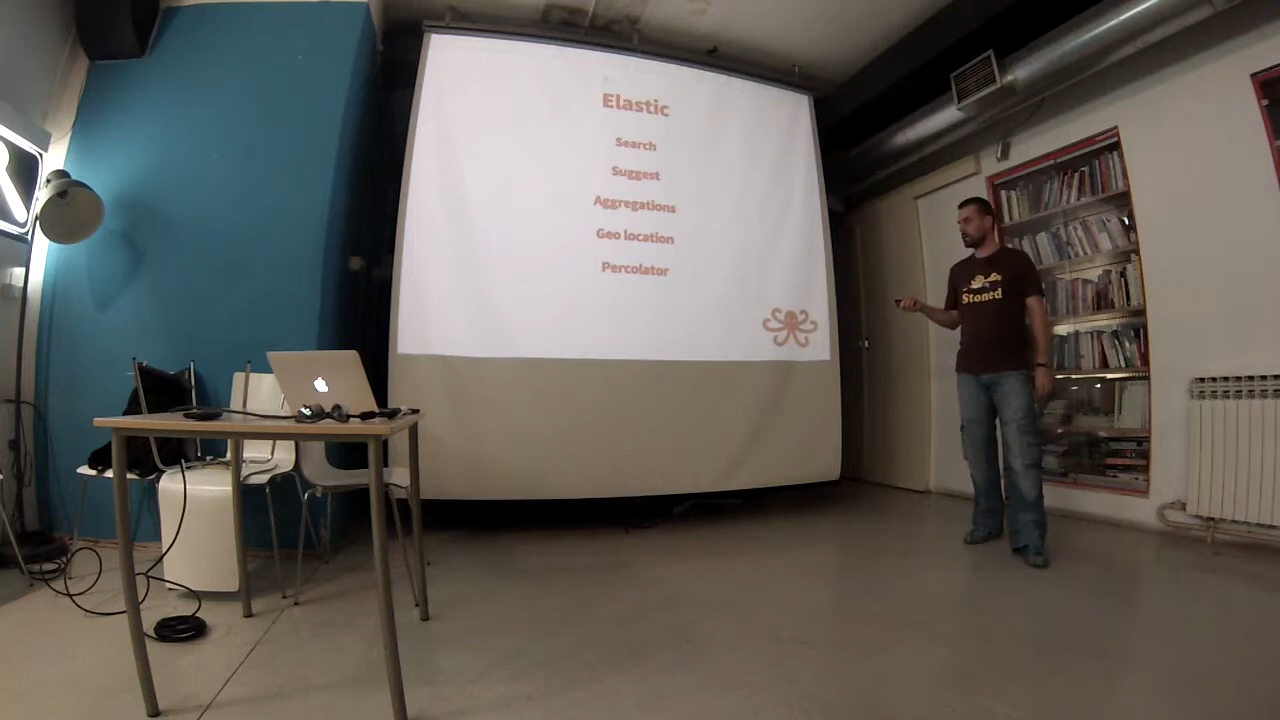 Elastic
Search
Suggest
Aggregations
Geo location
Percolator
Stoned